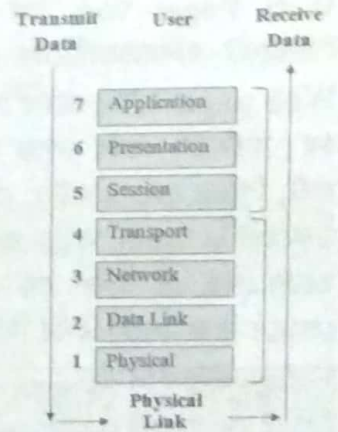 Transmit Data
User
Receive Data
7 Application
6 Presentation
5 Session
4 Transport
3 Network
2 Data Link
1 Physical
Physical Link